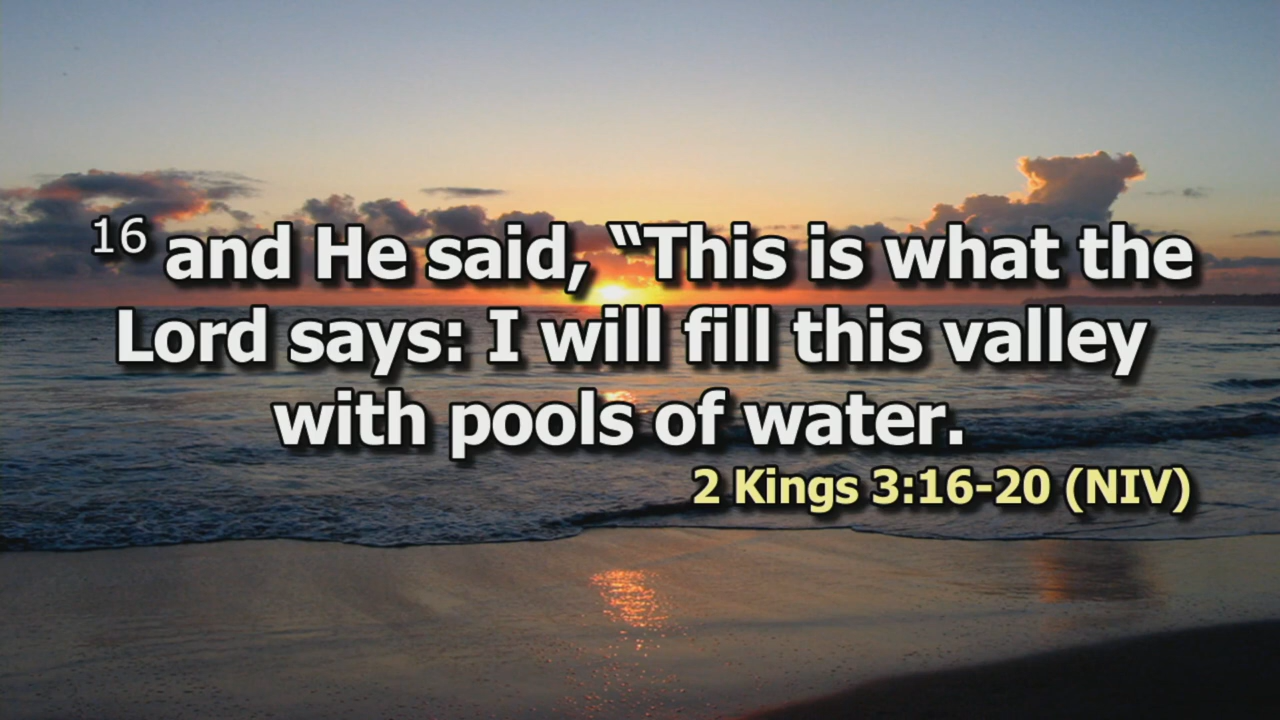 16 and He said, “This is what the
Lord says: I will fill this valley
with pools of water.
2 Kings 3:16-20 (NIV)